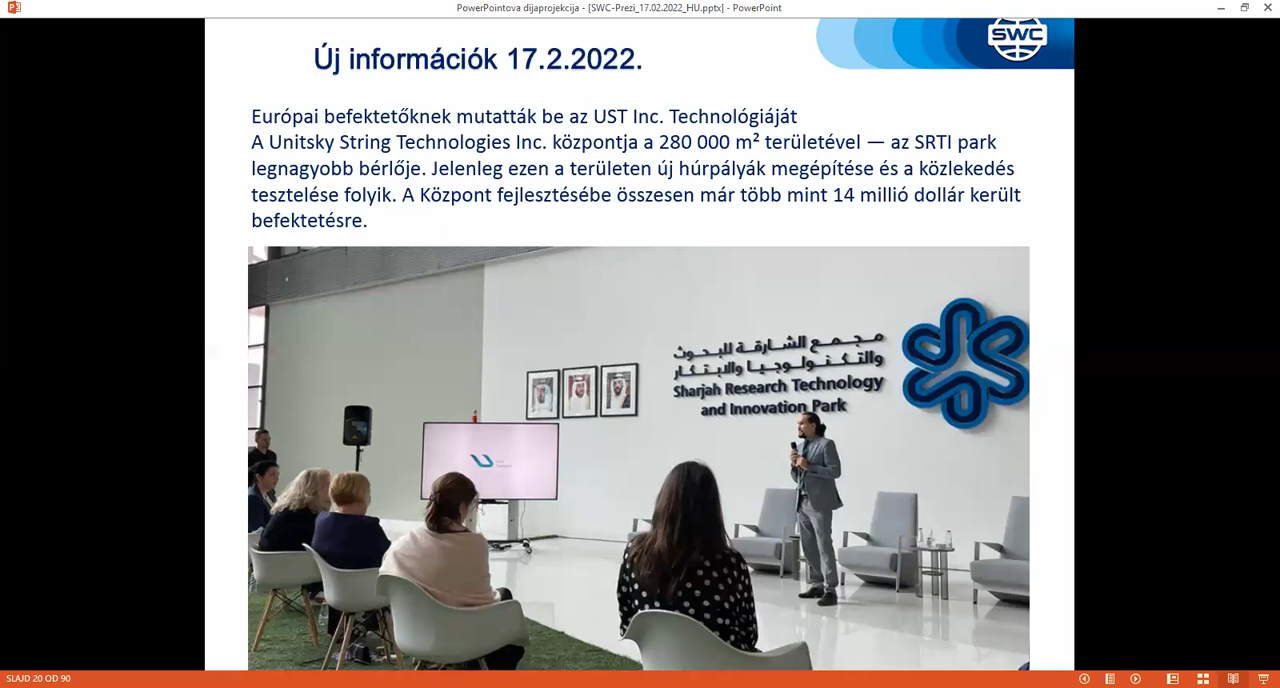 PowerPointova dijaprojekcija - [SWC-Prezi_17.02.2022_HU.pptx] - PowerPoint
SWC
Új információk 17.2.2022.
Európai befektetőknek mutatták be az UST Inc. Technológiáját
A Unitsky String Technologies Inc. központja a 280 000 m² területével — az SRTI park
legnagyobb bérlője. Jelenleg ezen a területen új húrpályák megépítése és a közlekedés
tesztelése folyik. A Központ fejlesztésébe összesen már több mint 14 millió dollár került
befektetésre.
مجمع الشارقة للبحوث
والتكنولوجيا والابتكار
Sharjah Research Technology
and Innovation Park
SLAJD 20 OD 90